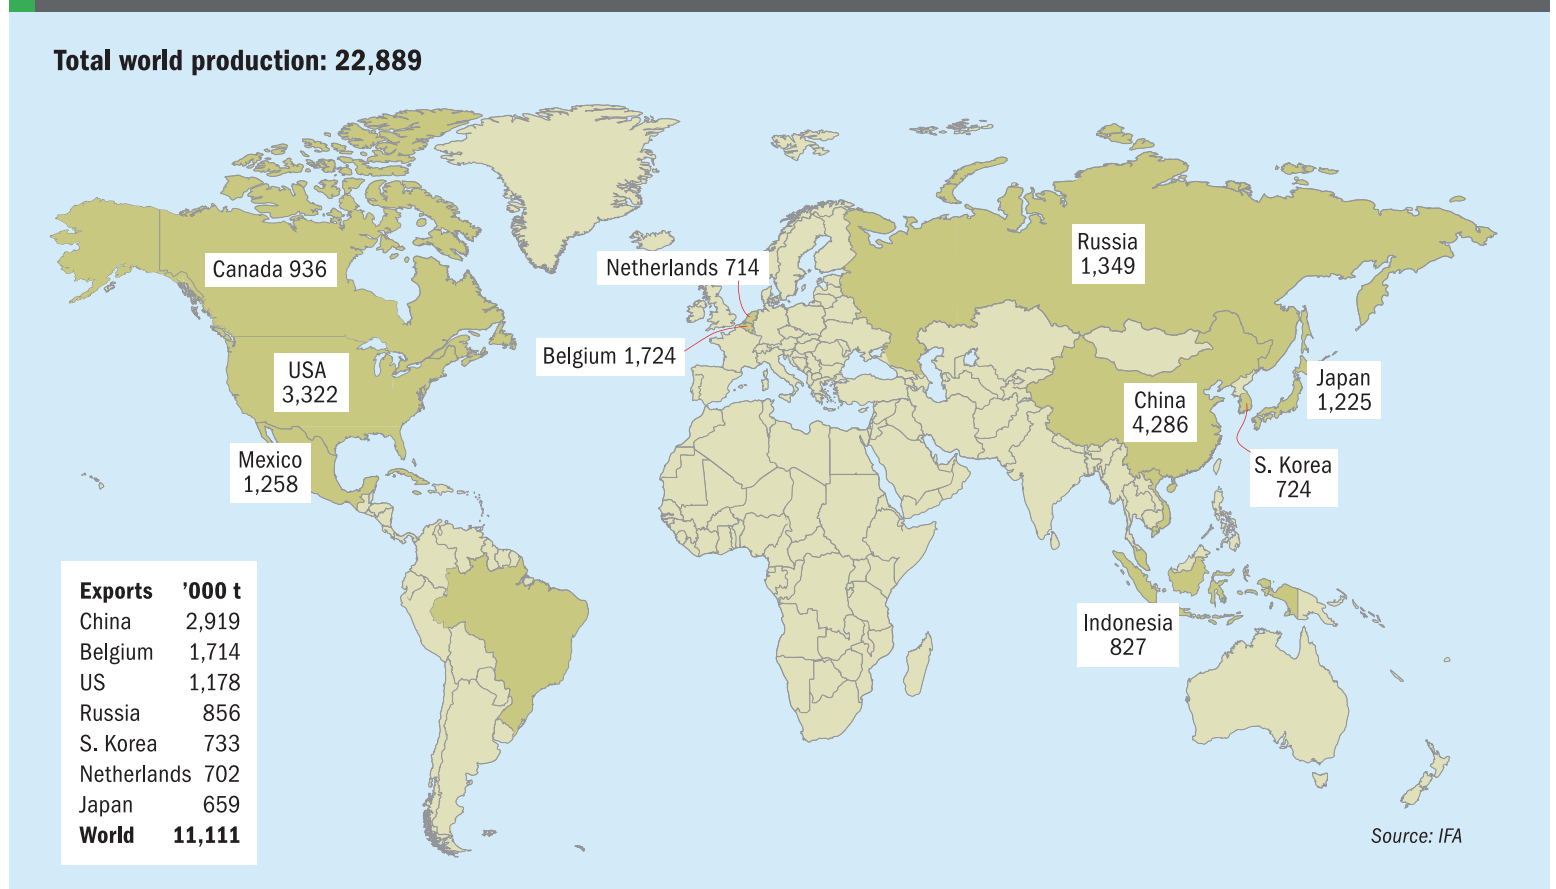 Total world production: 22,889
Canada 936
USA
3,322
Mexico
1,258
Netherlands 714
Belgium 1,724
Russia
1,349
China
4,286
Japan
1,225
S. Korea
724
Indonesia
827
Exports ’000 t
China 2,919
Belgium 1,714
US 1,178
Russia 856
S. Korea 733
Netherlands 702
Japan 659
World 11,111
Source: IFA